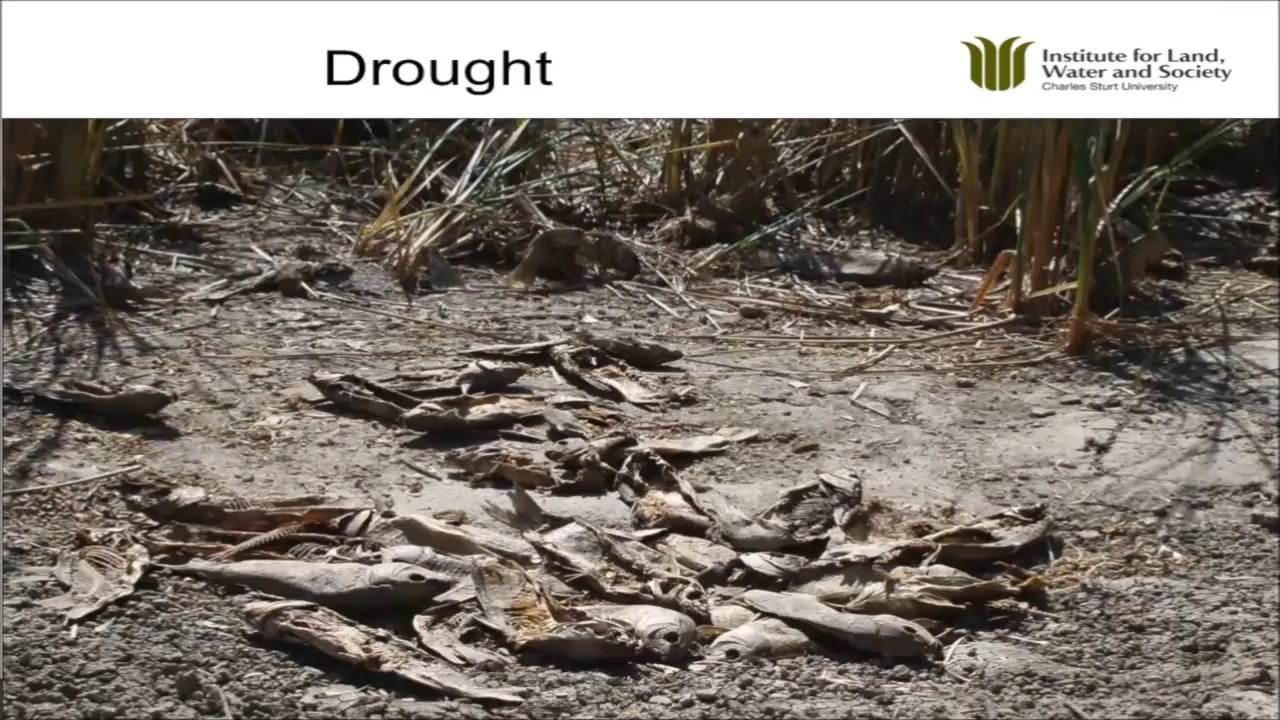 Drought
Institute for Land,
Water and Society
Charles Sturt University